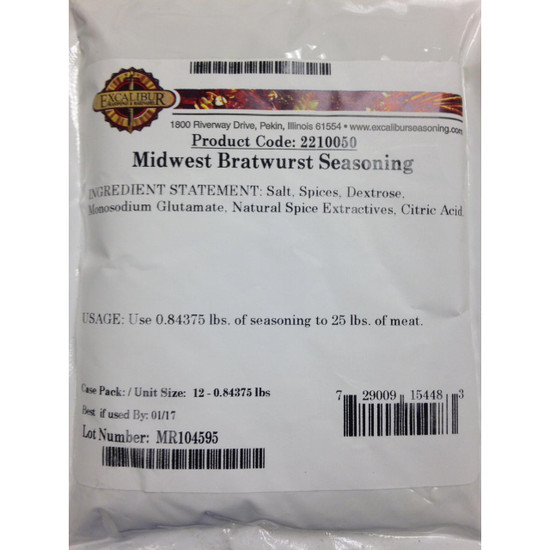 EXCALIBUR
1800 Riverway Drive, Pekin, Illinois 61554 • www.excaliburseasoning.com
Product Code: 2210050
Midwest Bratwurst Seasoning
INGREDIENT STATEMENT: Salt, Spices, Dextrose,
Monosodium Glutamate, Natural Spice Extractives, Citric Acid
USAGE: Use 0.84375 lbs. of seasoning to 25 lbs. of meat.
Case Pack: / Unit Size: 12 - 0.84375 lbs
Best if used By: 01/17
Lot Number: MR104595
7 29009 15448 3